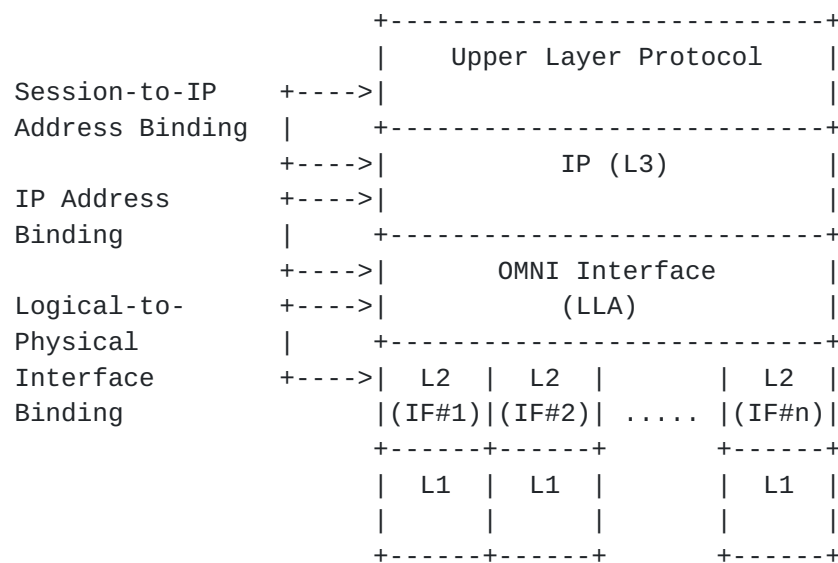 +----------------------------+
                         |    Upper Layer Protocol    |
Session-to-IP      +---->|                            |
Address Binding    |     +----------------------------+
                   +---->|           IP (L3)          |
IP Address         +---->|                            |
Binding            |     +----------------------------+
                   +---->|       OMNI Interface       |
Logical-to-        +---->|           (LLA)            |
Physical           |     +----------------------------+
Interface          +---->|  L2  |  L2  |       |  L2  |
Binding                  |(IF#1)|(IF#2)| ..... |(IF#n)|
                         +------+------+       +------+
                         |  L1  |  L1  |       |  L1  |
                         |      |      |       |      |
                         +------+------+       +------+